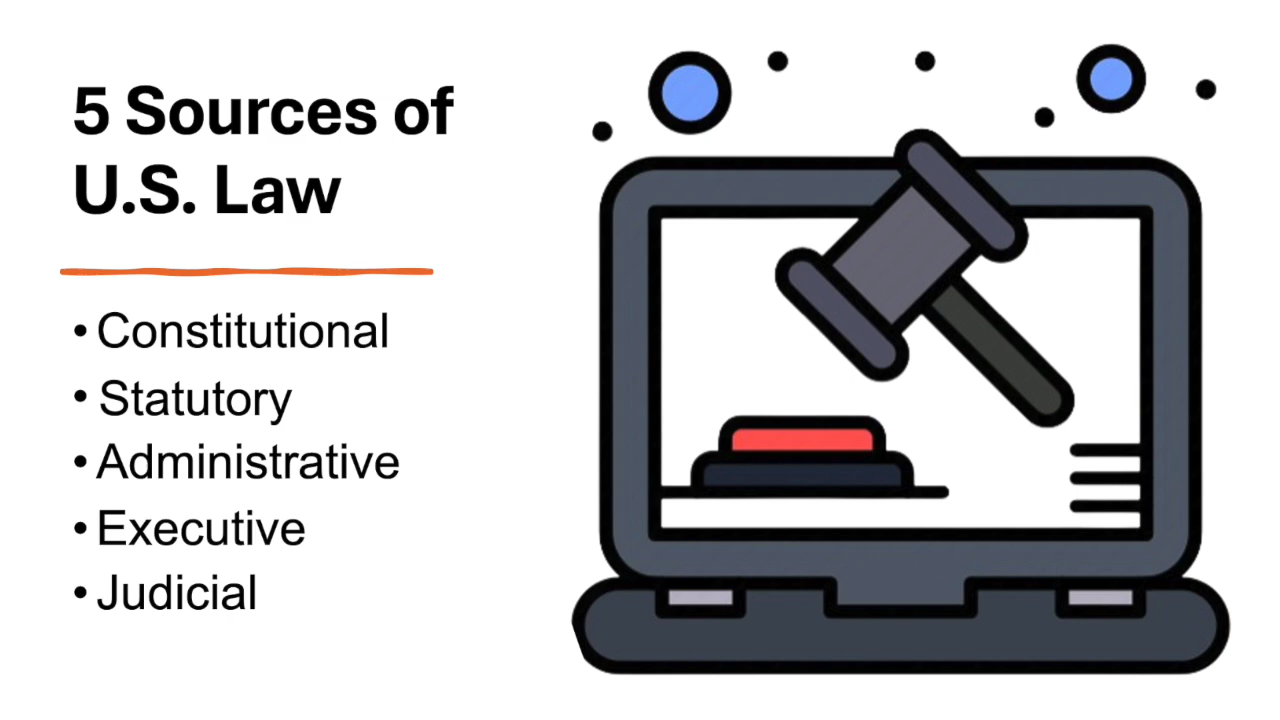 5 Sources of
U.S. Law
• Constitutional
• Statutory
• Administrative
• Executive
• Judicial